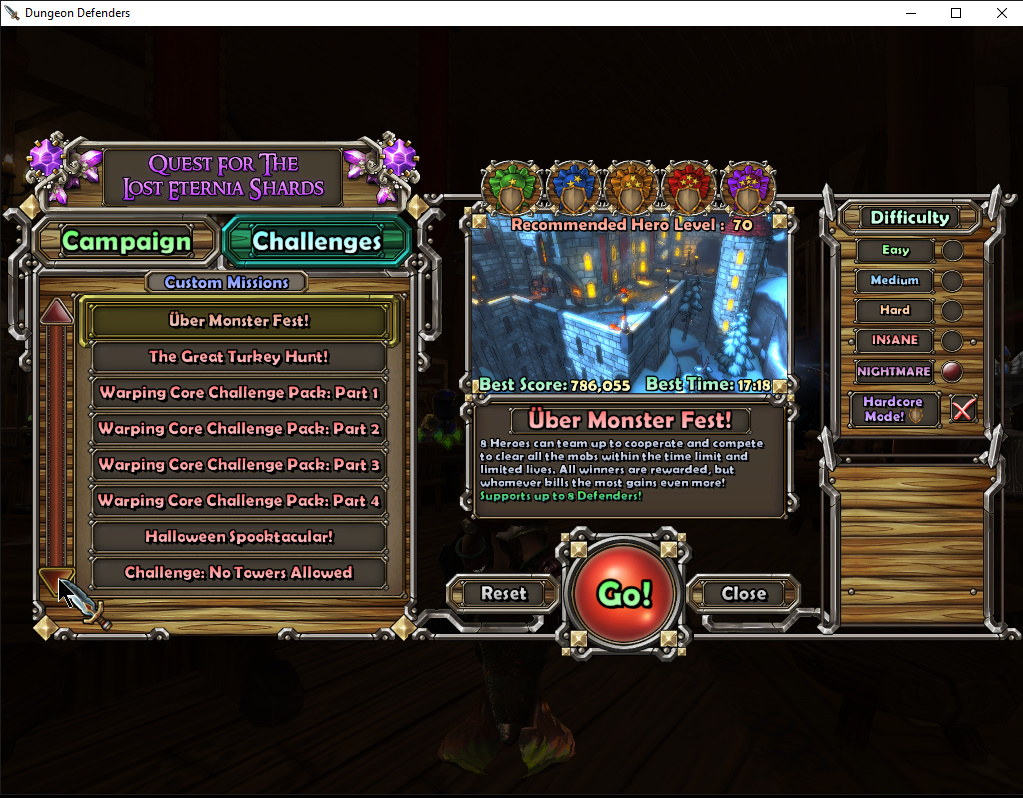 Dungeon Defenders
Quest for The
Lost Eternia Shards
Campaign
Challenges
Custom Missions
Über Monster Fest!
The Great Turkey Hunt!
Warping Core Challenge Pack: Part 1
Warping Core Challenge Pack: Part 2
Warping Core Challenge Pack: Part 3
Warping Core Challenge Pack: Part 4
Halloween Spooktacular!
Challenge: No Towers Allowed
Recommended Hero Level : 70
Best Score: 786,055 Best Time: 17:18
Über Monster Fest!
8 Heroes can team up to cooperate and compete
to clear all the mobs within the time limit and
limited lives. All winners are rewarded, but
whomever kills the most gains even more!
Supports up to 8 Defenders!
Reset
Go!
Close
Difficulty
Easy
Medium
Hard
INSANE
NIGHTMARE
Hardcore
Mode!